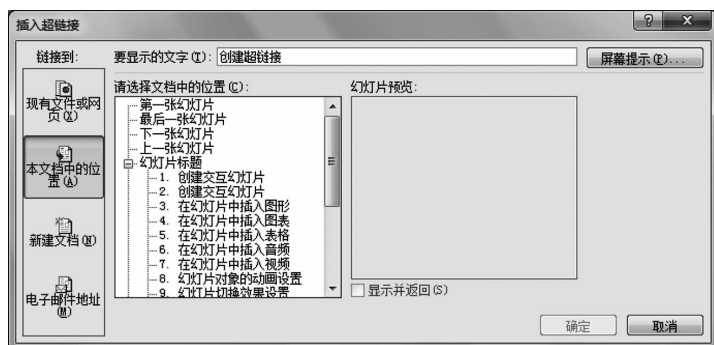 插入超链接
链接到:
要显示的文字(T): 创建超链接
屏幕提示(P)...
现有文件或网
页(X)
本文档中的位
置(A)
新建文档(N)
电子邮件地址
(M)
请选择文档中的位置(C):
第一张幻灯片
最后一张幻灯片
下一张幻灯片
上一张幻灯片
幻灯片标题
1. 创建交互幻灯片
2. 创建交互幻灯片
3. 在幻灯片中插入图形
4. 在幻灯片中插入图表
5. 在幻灯片中插入表格
6. 在幻灯片中插入音频
7. 在幻灯片中插入视频
8. 幻灯片对象的动画设置
9. 幻灯片切换效果设置
幻灯片预览:
显示并返回(S)
确定
取消